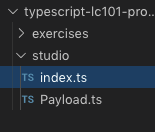 typescript-lc101-pro...
exercises
studio
TS index.ts
TS Payload.ts